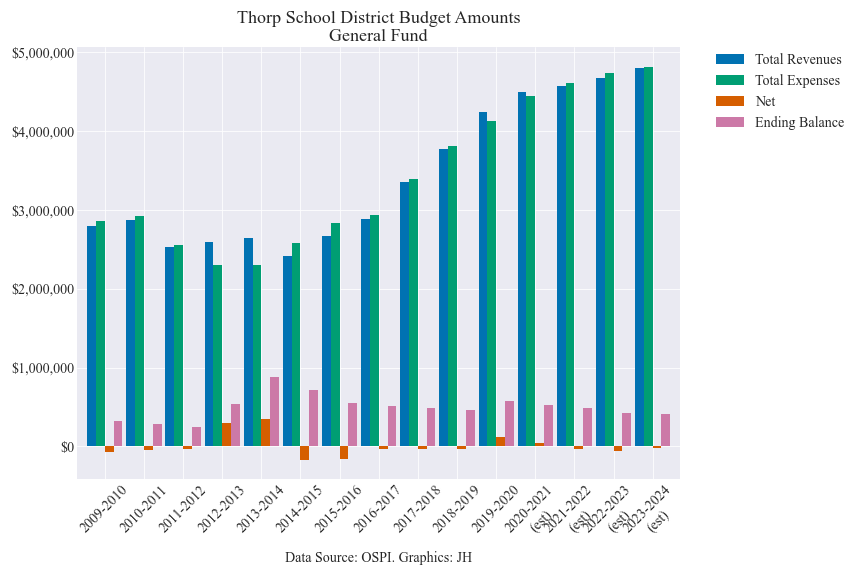 Thorp School District Budget Amounts
General Fund
$5,000,000
$4,000,000
$3,000,000
$2,000,000
$1,000,000
$0
Total Revenues
Total Expenses
Net
Ending Balance
2009-2010
2010-2011
2011-2012
2012-2013
2013-2014
2014-2015
2015-2016
2016-2017
2017-2018
2018-2019
2019-2020
2020-2021
(est)
2021-2022
(est)
2022-2023
(est)
2023-2024
(est)
Data Source: OSPI. Graphics: JH